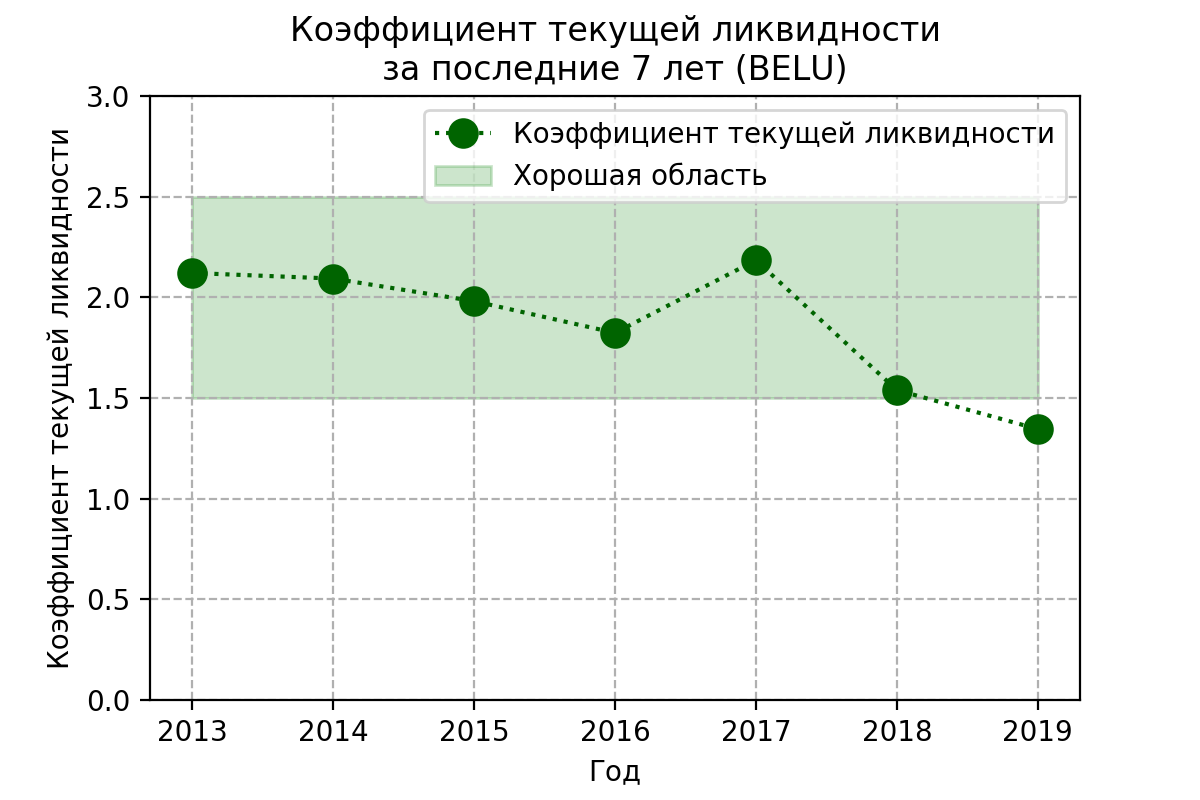 Коэффициент текущей ликвидности
за последние 7 лет (BELU)
Коэффициент текущей ликвидности
Хорошая область
Коэффициент текущей ликвидности
3.0
2.5
2.0
1.5
1.0
0.5
0.0
2013 2014 2015 2016 2017 2018 2019
Год